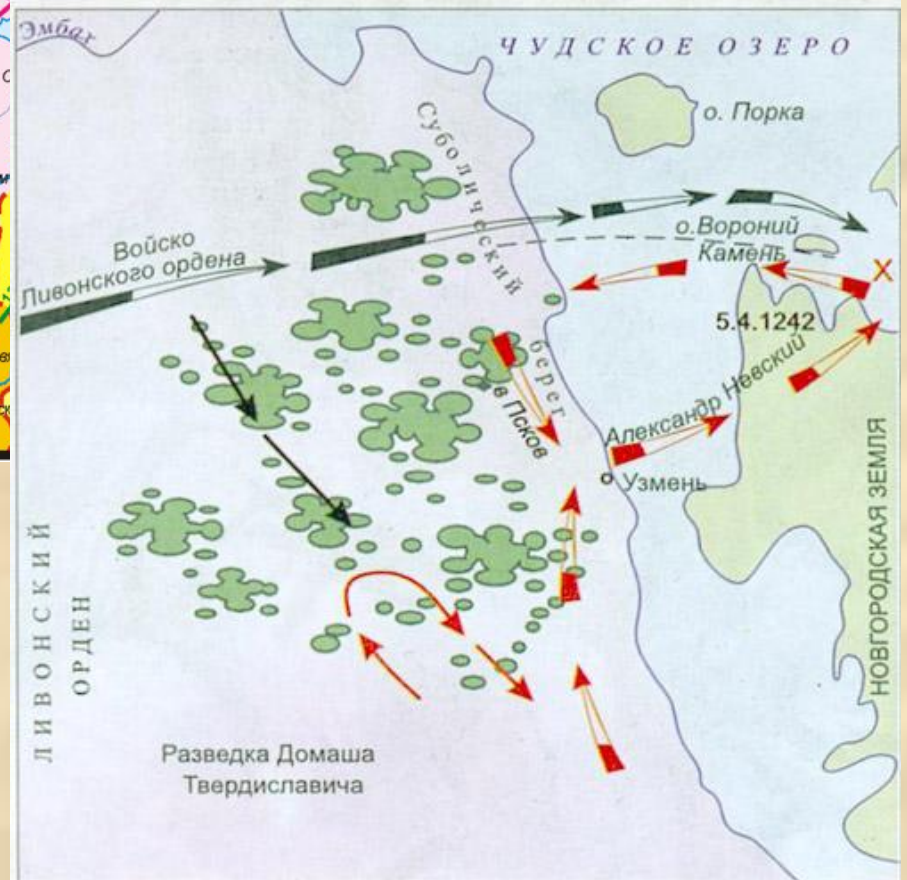 Эмбах
ЧУДСКОЕ ОЗЕРО
о. Порка
Суболический
берег
Войско
Ливонского ордена
о.Вороний
Камень
X
5.4.1242
в Псков
Александр Невский
Узмень
НОВГОРОДСКАЯ ЗЕМЛЯ
ЛИВОНСКИЙ
ОРДЕН
Разведка Домаша
Твердиславича